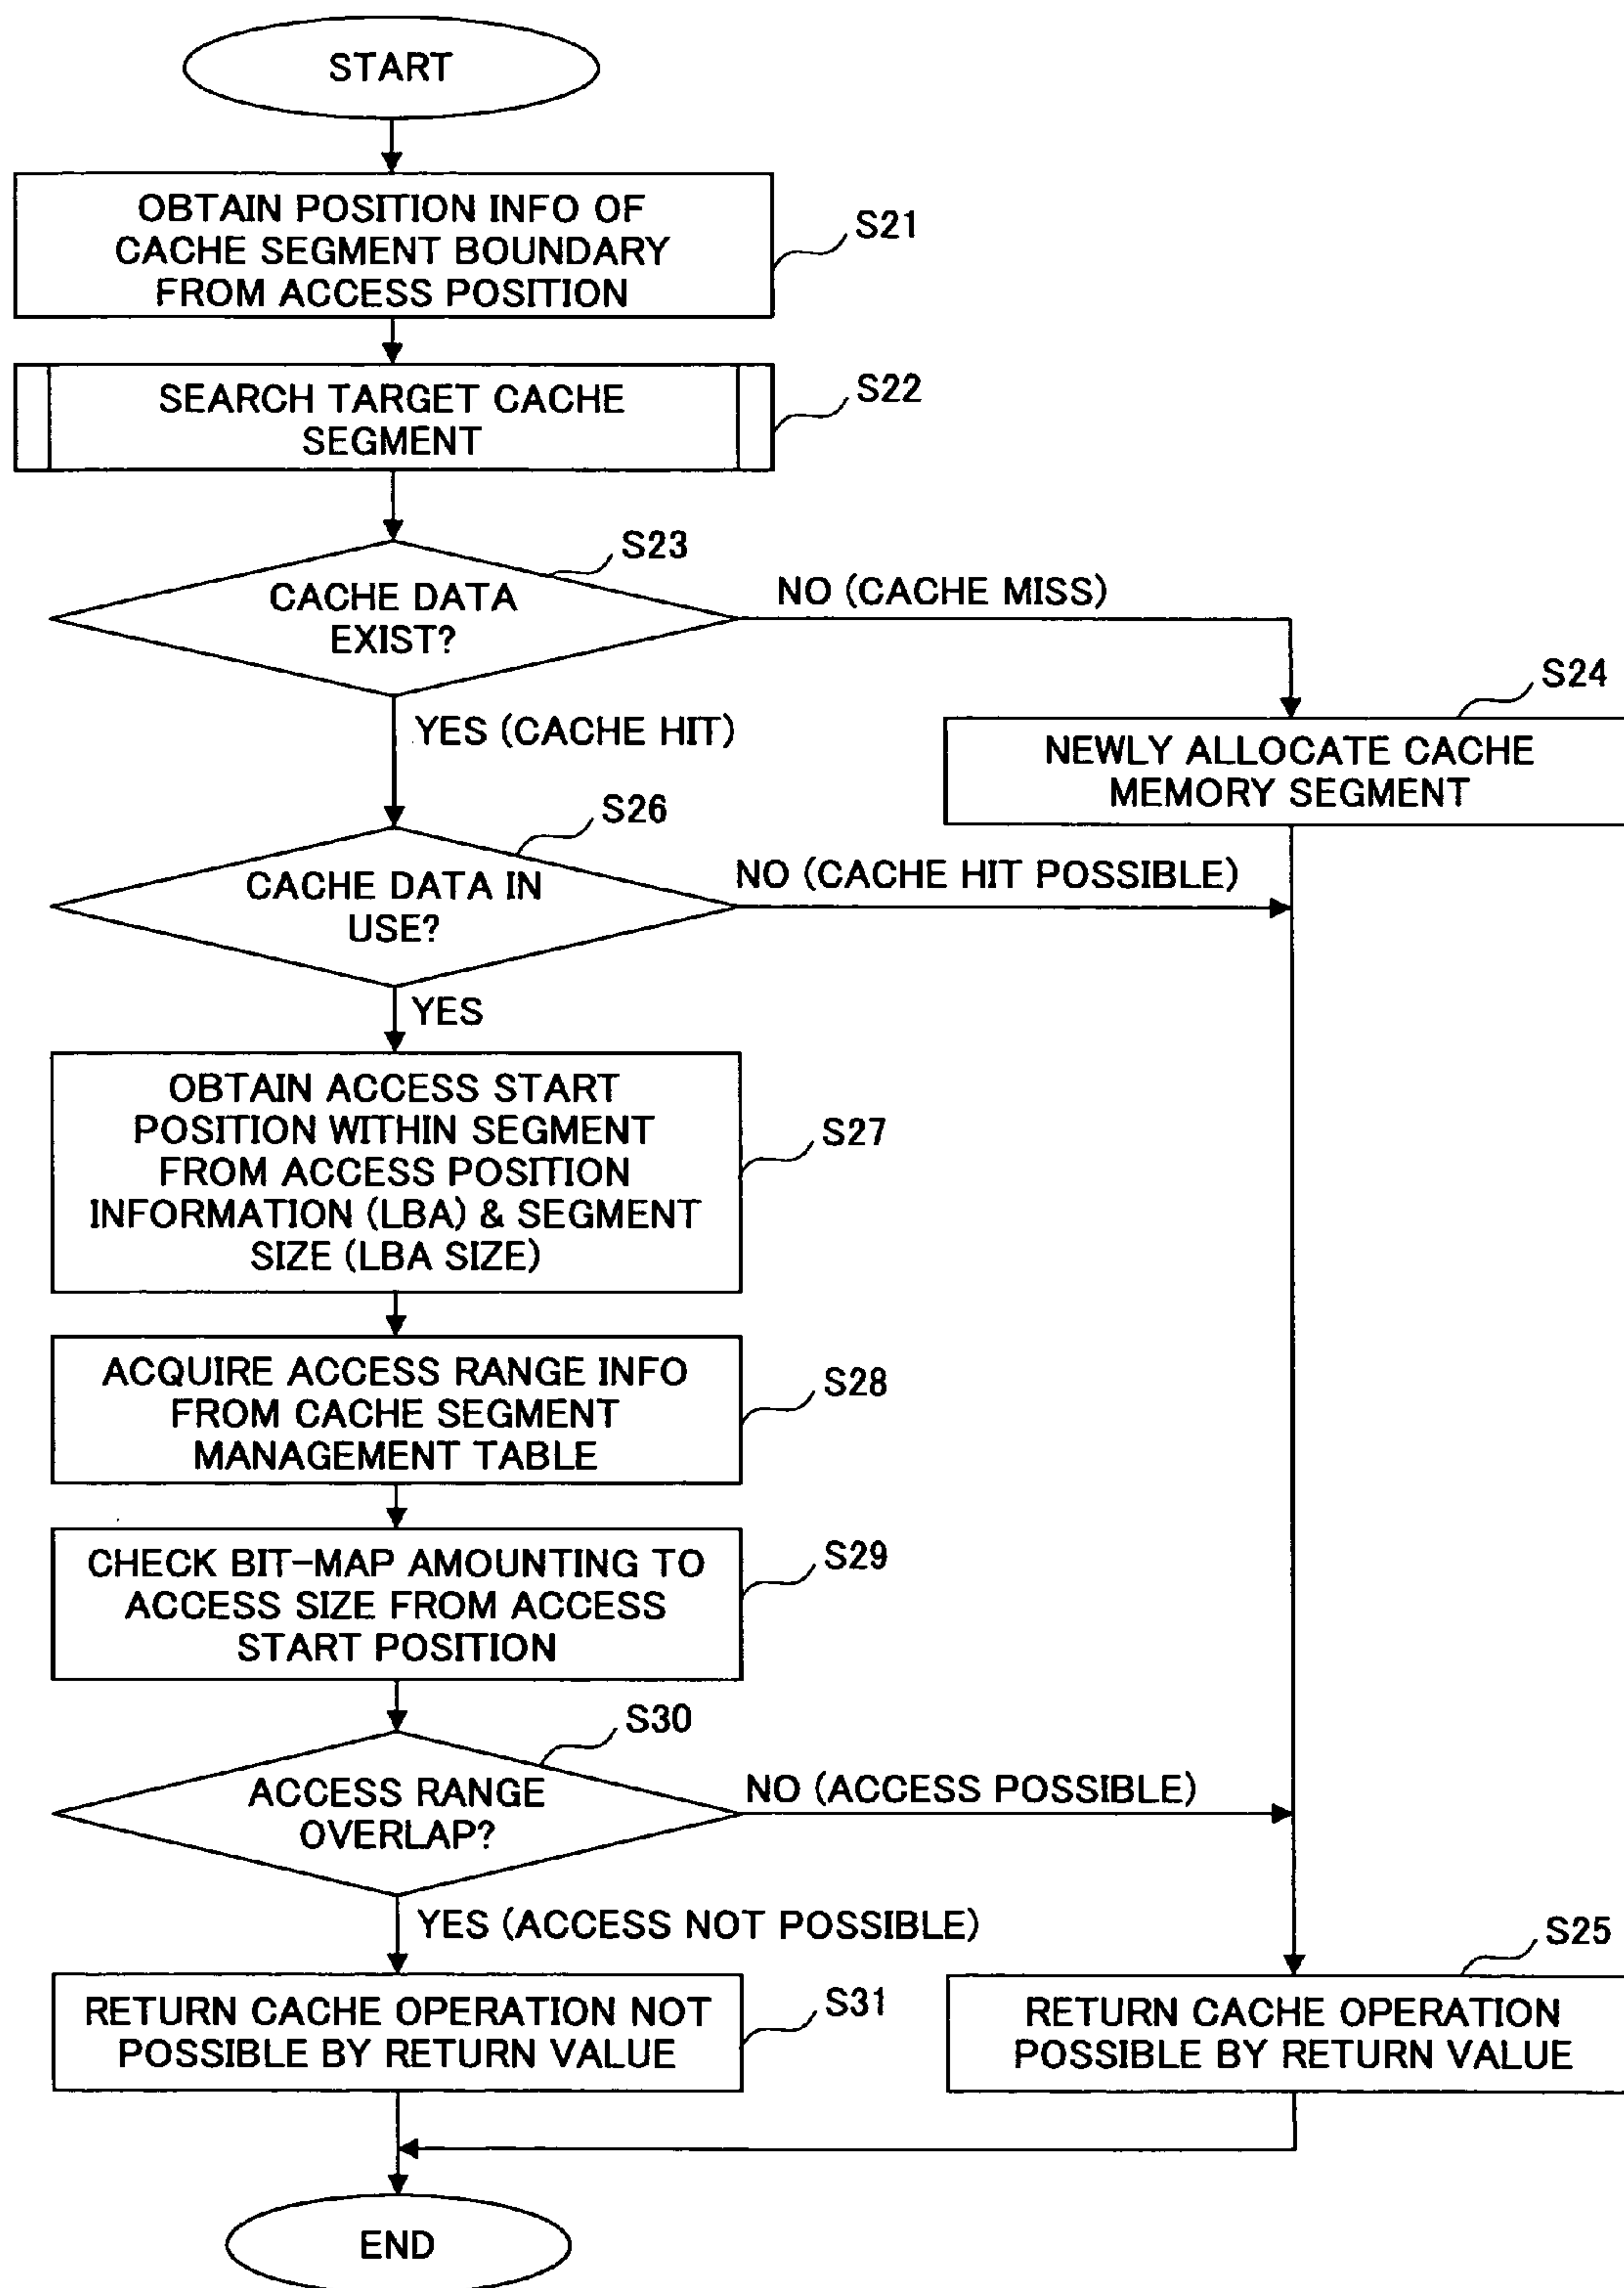 START
OBTAIN POSITION INFO OF
CACHE SEGMENT BOUNDARY
FROM ACCESS POSITION
S21
SEARCH TARGET CACHE
SEGMENT
S22
S23
CACHE DATA
EXIST?
NO (CACHE MISS)
YES (CACHE HIT)
S24
NEWLY ALLOCATE CACHE
MEMORY SEGMENT
S26
CACHE DATA IN
USE?
NO (CACHE HIT POSSIBLE)
YES
OBTAIN ACCESS START
POSITION WITHIN SEGMENT
FROM ACCESS POSITION
INFORMATION (LBA) & SEGMENT
SIZE (LBA SIZE)
S27
ACQUIRE ACCESS RANGE INFO
FROM CACHE SEGMENT
MANAGEMENT TABLE
S28
CHECK BIT-MAP AMOUNTING TO
ACCESS SIZE FROM ACCESS
START POSITION
S29
S30
ACCESS RANGE
OVERLAP?
NO (ACCESS POSSIBLE)
YES (ACCESS NOT POSSIBLE)
RETURN CACHE OPERATION NOT
POSSIBLE BY RETURN VALUE
S31
S25
RETURN CACHE OPERATION
POSSIBLE BY RETURN VALUE
END